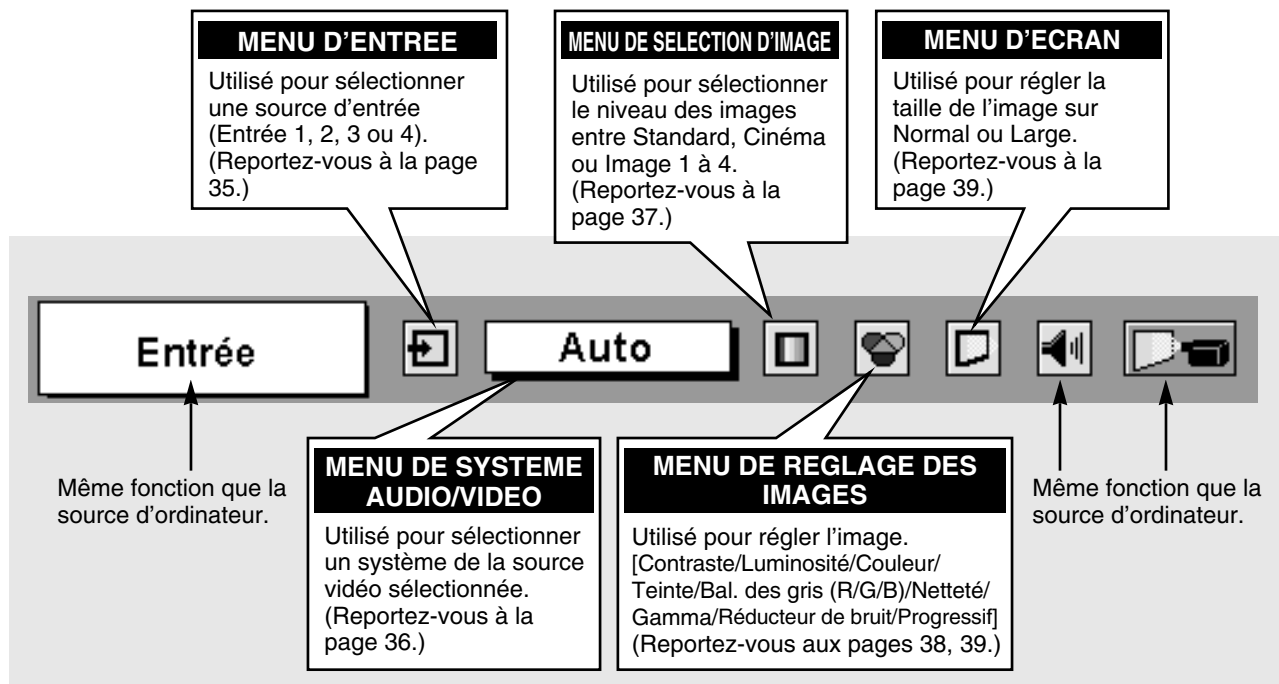 MENU D'ENTREE
Utilisé pour sélectionner
une source d'entrée
(Entrée 1, 2, 3 ou 4).
(Reportez-vous à la page
35.)
MENU DE SELECTION D'IMAGE
Utilisé pour sélectionner
le niveau des images
entre Standard, Cinéma
ou Image 1 à 4.
(Reportez-vous à la
page 37.)
MENU D'ECRAN
Utilisé pour régler la
taille de l'image sur
Normal ou Large.
(Reportez-vous à la
page 39.)
Entrée
Auto
Même fonction que la
source d'ordinateur.
MENU DE SYSTEME
AUDIO/VIDEO
Utilisé pour sélectionner
un système de la source
vidéo sélectionnée.
(Reportez-vous à la
page 36.)
MENU DE REGLAGE DES
IMAGES
Utilisé pour régler l'image.
[Contraste/Luminosité/Couleur/
Teinte/Bal. des gris (R/G/B)/Netteté/
Gamma/Réducteur de bruit/Progressif]
(Reportez-vous aux pages 38, 39.)
Même fonction que la
source d'ordinateur.